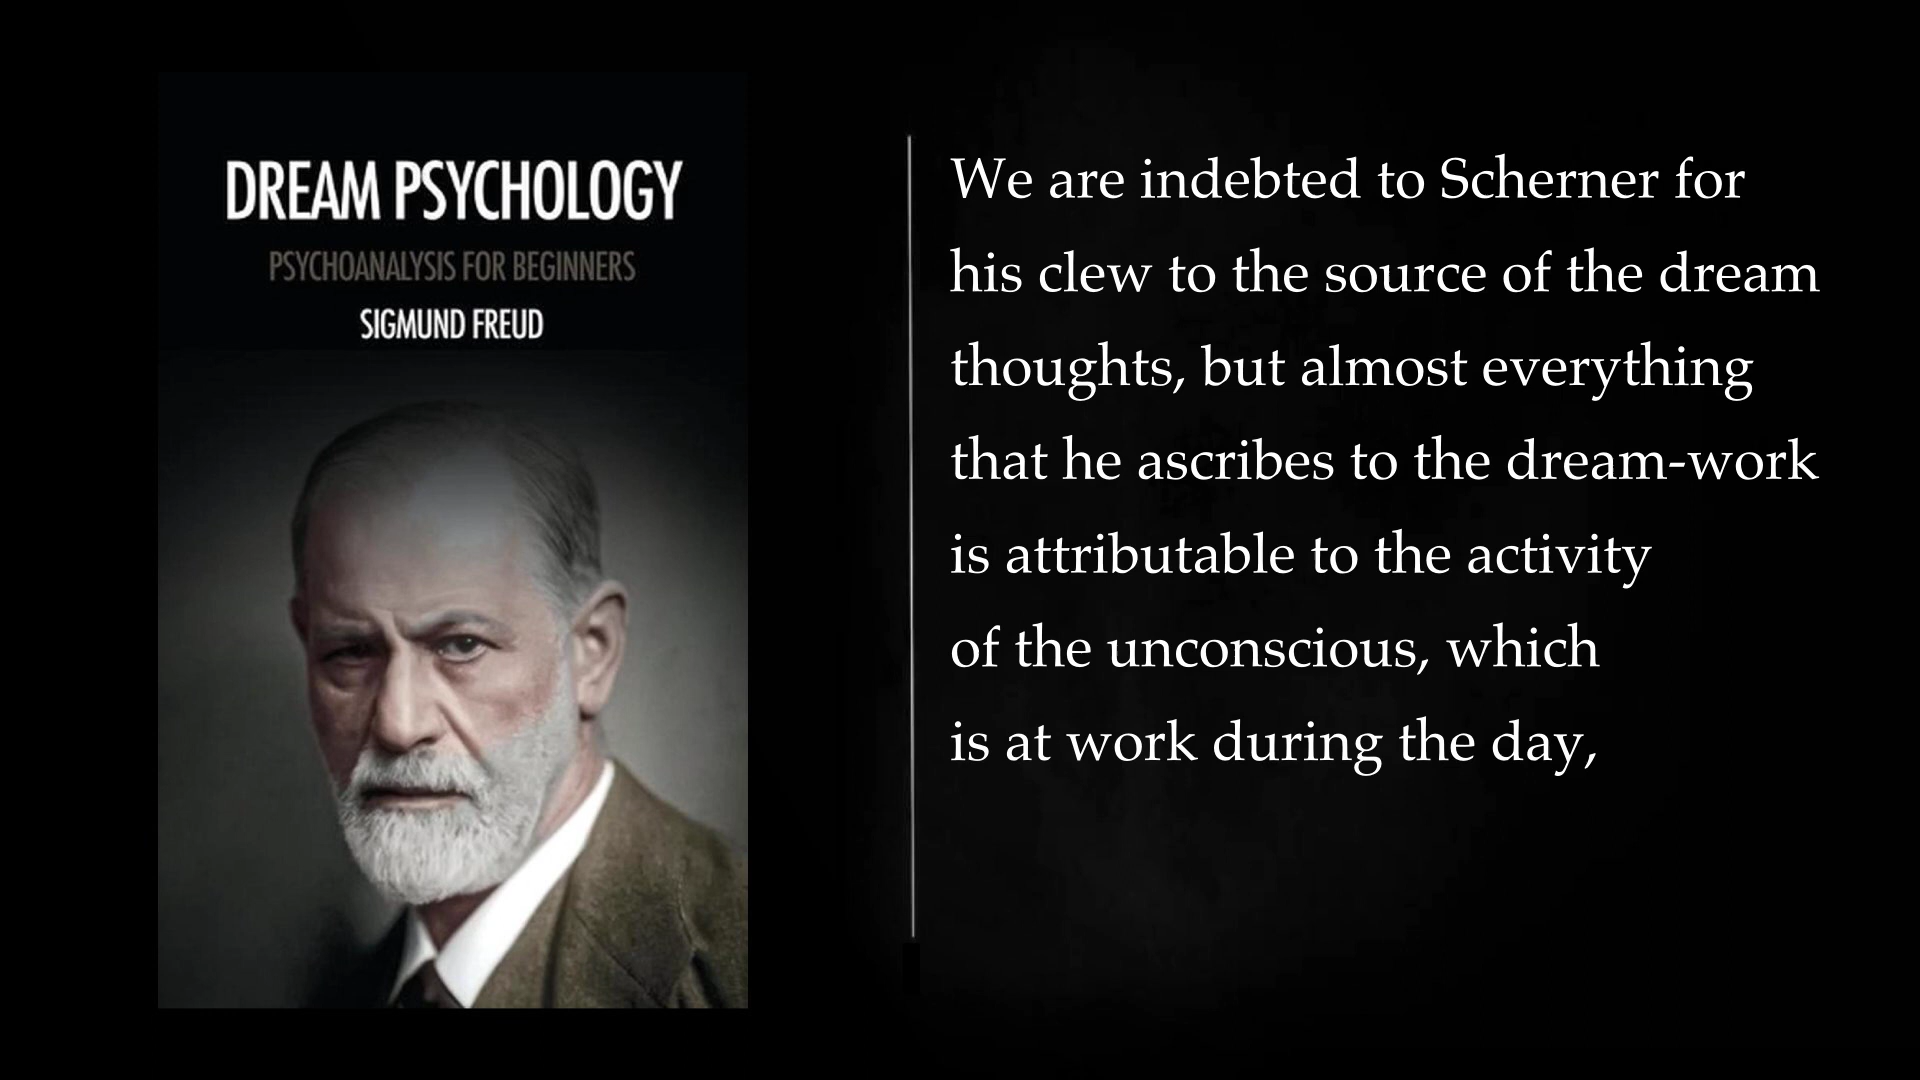 DREAM PSYCHOLOGY
PSYCHOANALYSIS FOR BEGINNERS
SIGMUND FREUD
We are indebted to Scherner for
his clew to the source of the dream
thoughts, but almost everything
that he ascribes to the dream-work
is attributable to the activity
of the unconscious, which
is at work during the day,